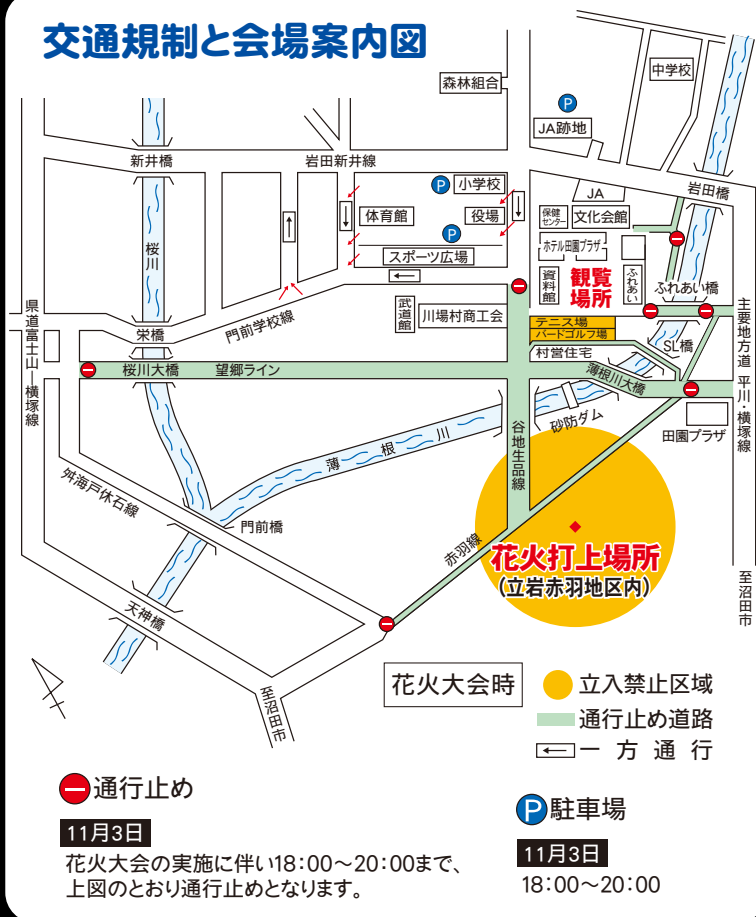 交通規制と会場案内図
森林組合
中学校
P
JA跡地
新井橋
岩田新井線
岩田橋
P
小学校
JA
体育館
役場
保健
センター
文化会館
P
スポーツ広場
ホテル田園プラザ
桜川
資料館
観覧
場所
ふれあい
ふれあい橋
県道富士山―横塚線
武道館
川場村商工会
テニス場
バードゴルフ場
主要地方道 平川・横塚線
門前学校線
栄橋
村営住宅
SL橋
桜川大橋
望郷ライン
薄根川大橋
砂防ダム
田園プラザ
谷地生品線
薄根川
舛海戸休石線
門前橋
赤羽線
花火打上場所
(立岩赤羽地区内)
至沼田市
天神橋
至沼田市
花火大会時
立入禁止区域
通行止め道路
一方通行
通行止め
11月3日
花火大会の実施に伴い18:00～20:00まで、
上図のとおり通行止めとなります。
P駐車場
11月3日
18:00～20:00